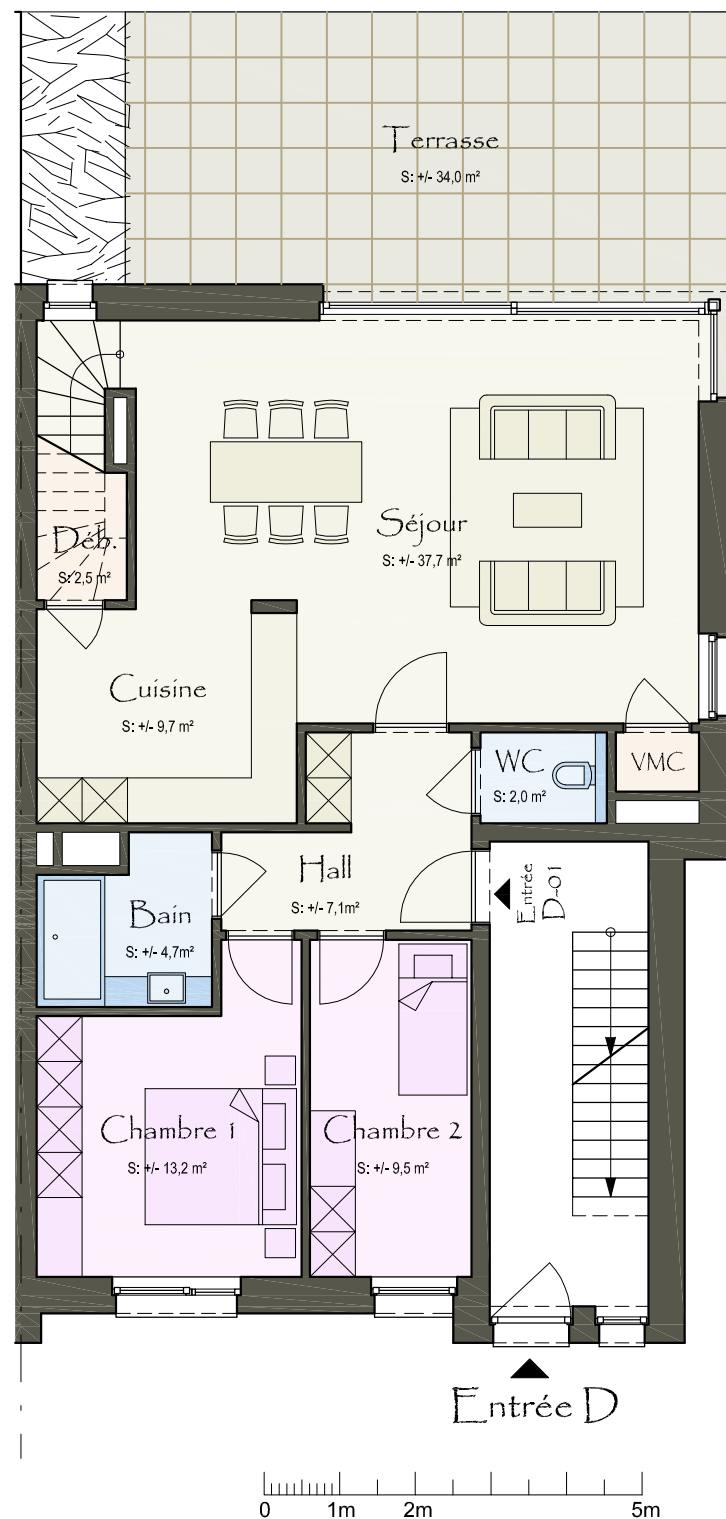 Terrasse
S: +/- 34,0 m²
Séjour
S: +/- 37,7 m²
Déb.
S: 2,5 m²
Cuisine
S: +/- 9,7 m²
WC
S: 2,0 m²
VMC
Hall
S: +/- 7,1m²
Entrée
D-01
Bain
S: +/- 4,7m²
Chambre 1
S: +/- 13,2 m²
Chambre 2
S: +/- 9,5 m²
Entrée D
0 1m 2m 5m